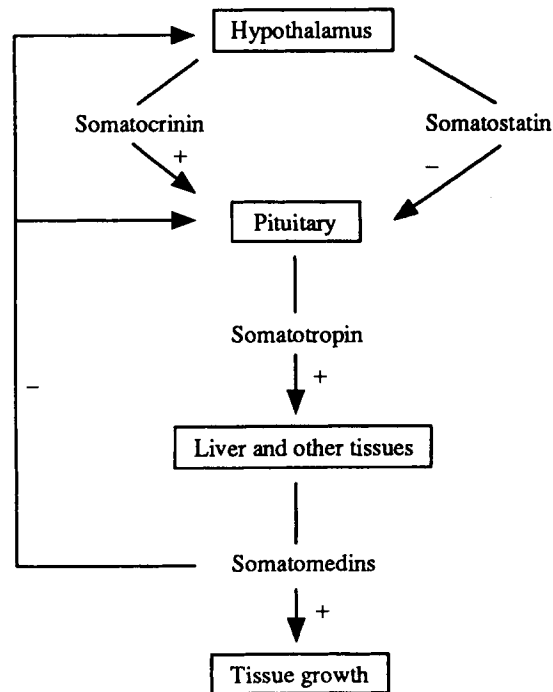 Hypothalamus
Somatocrinin
Somatostatin
+
−
Pituitary
Somatotropin
+
−
Liver and other tissues
Somatomedins
+
Tissue growth